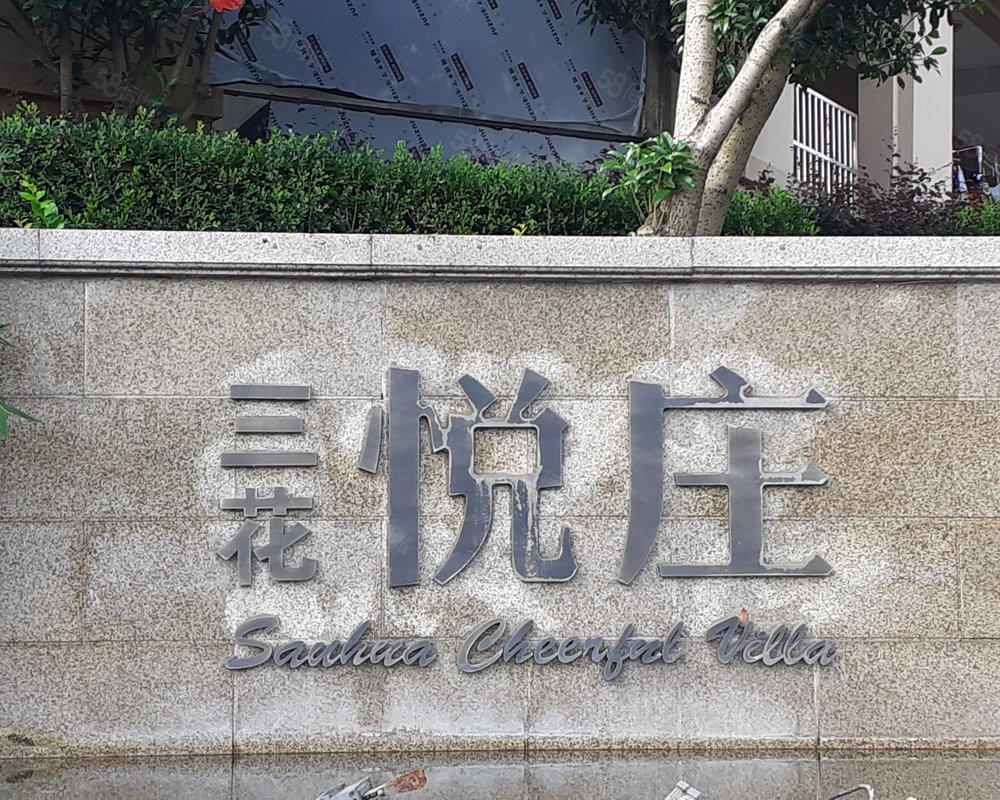 三花 悦庄
Sanhua Cheerful Villa